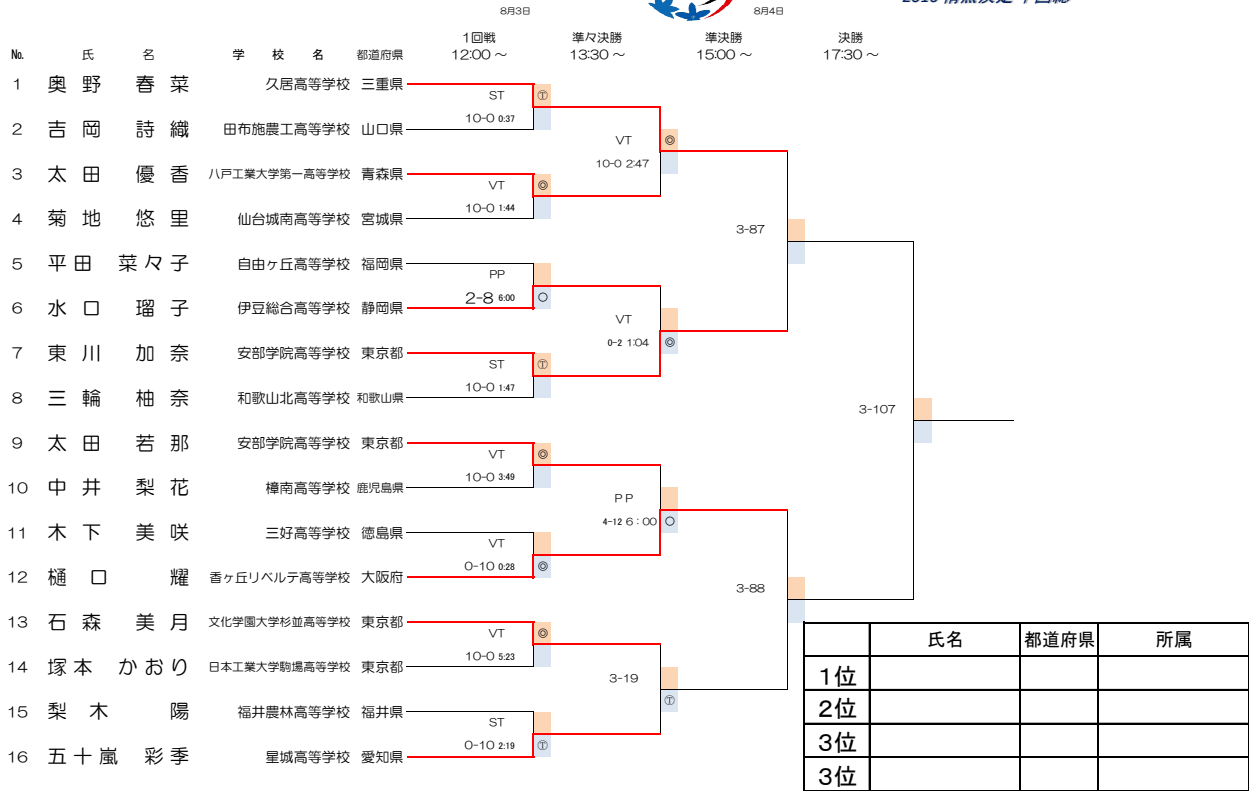 8月3日 8月4日
1回戦 準々決勝 準決勝 決勝
No. 氏 名 学 校 名 都道府県 12:00 ～ 13:30 ～ 15:00 ～ 17:30 ～
1 奥野 春菜 久居高等学校 三重県
ST Ⓣ
10-0 0:37
2 吉岡 詩織 田布施農工高等学校 山口県
VT ◎
10-0 2:47
3 太田 優香 八戸工業大学第一高等学校 青森県
VT ◎
10-0 1:44
4 菊地 悠里 仙台城南高等学校 宮城県
3-87
5 平田 菜々子 自由ヶ丘高等学校 福岡県
PP
2-8 6:00 ○
6 水口 瑠子 伊豆総合高等学校 静岡県
VT
0-2 1:04 ◎
7 東川 加奈 安部学院高等学校 東京都
ST Ⓣ
10-0 1:47
8 三輪 柚奈 和歌山北高等学校 和歌山県
3-107
9 太田 若那 安部学院高等学校 東京都
VT ◎
10-0 3:49
10 中井 梨花 樟南高等学校 鹿児島県
PP
4-12 6：00 ○
11 木下 美咲 三好高等学校 徳島県
VT
0-10 0:28 ◎
12 樋口 耀 香ヶ丘リベルテ高等学校 大阪府
3-88
13 石森 美月 文化学園大学杉並高等学校 東京都
VT ◎
10-0 5:23
14 塚本 かおり 日本工業大学駒場高等学校 東京都
3-19
Ⓣ
15 梨木 陽 福井農林高等学校 福井県
ST
0-10 2:19 Ⓣ
16 五十嵐 彩季 星城高等学校 愛知県
氏名 都道府県 所属
1位
2位
3位
3位